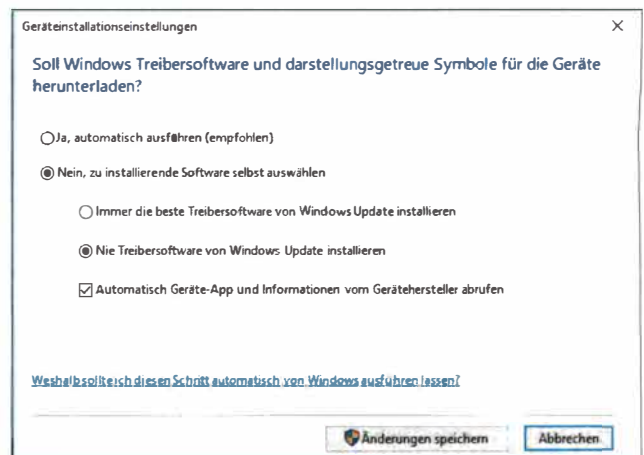 Geräteinstallationseinstellungen
Soll Windows Treibersoftware und darstellungsgetreue Symbole für die Geräte
herunterladen?
Ja, automatisch ausführen (empfohlen)
Nein, zu installierende Software selbst auswählen
Immer die beste Treibersoftware von Windows Update installieren
Nie Treibersoftware von Windows Update installieren
Automatisch Geräte-App und Informationen vom Gerätehersteller abrufen
Weshalb sollte ich diesen Schritt automatisch von Windows ausführen lassen?
Änderungen speichern
Abbrechen